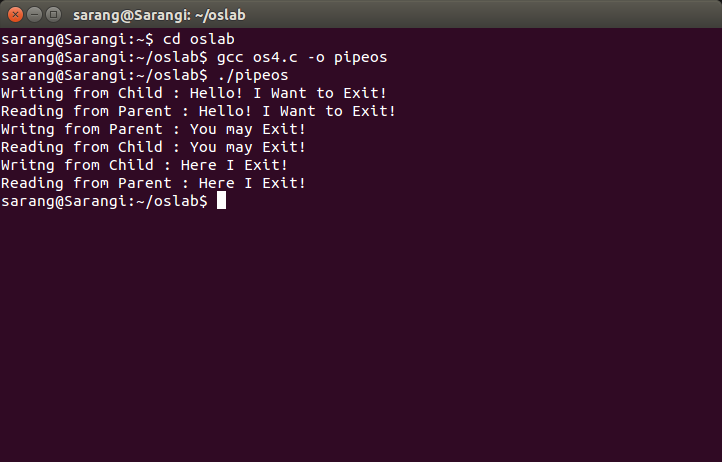 sarang@Sarangi: ~/oslab
sarang@Sarangi:~$ cd oslab
sarang@Sarangi:~/oslab$ gcc os4.c -o pipeos
sarang@Sarangi:~/oslab$ ./pipeos
Writing from Child : Hello! I Want to Exit!
Reading from Parent : Hello! I Want to Exit!
Writng from Parent : You may Exit!
Reading from Child : You may Exit!
Writng from Child : Here I Exit!
Reading from Parent : Here I Exit!
sarang@Sarangi:~/oslab$